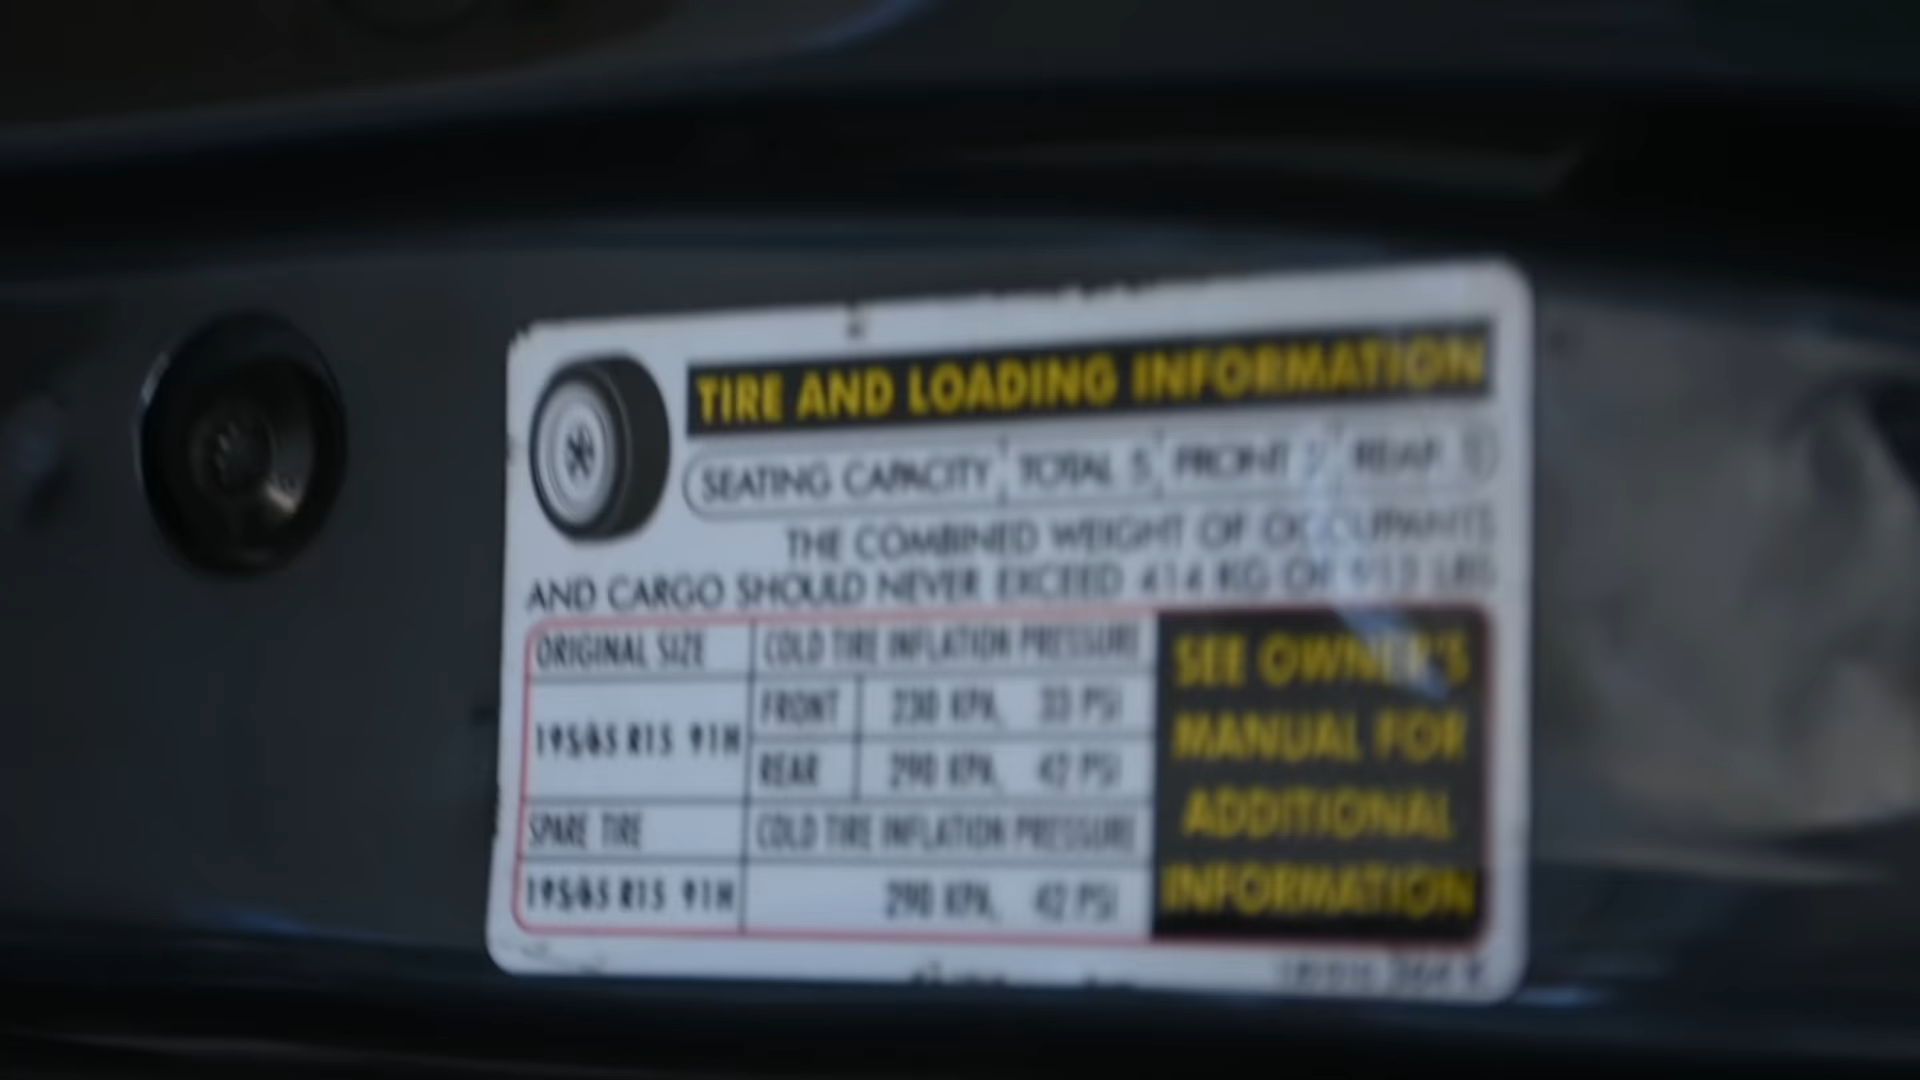 TIRE AND LOADING INFORMATION
SEATING CAPACITY TOTAL 5 FRONT 2 REAR
THE COMBINED WEIGHT OF OCCUPANTS
AND CARGO SHOULD NEVER EXCEED 414 KG OR 913 LBS
ORIGINAL SIZE COLD TIRE INFLATION PRESSURE
195/65 R15 91H
FRONT 230 KPA, 33 PSI
REAR 290 KPA, 42 PSI
SPARE TIRE COLD TIRE INFLATION PRESSURE
195/65 R15 91H 290 KPA, 42 PSI
SEE OWNER'S
MANUAL FOR
ADDITIONAL
INFORMATION